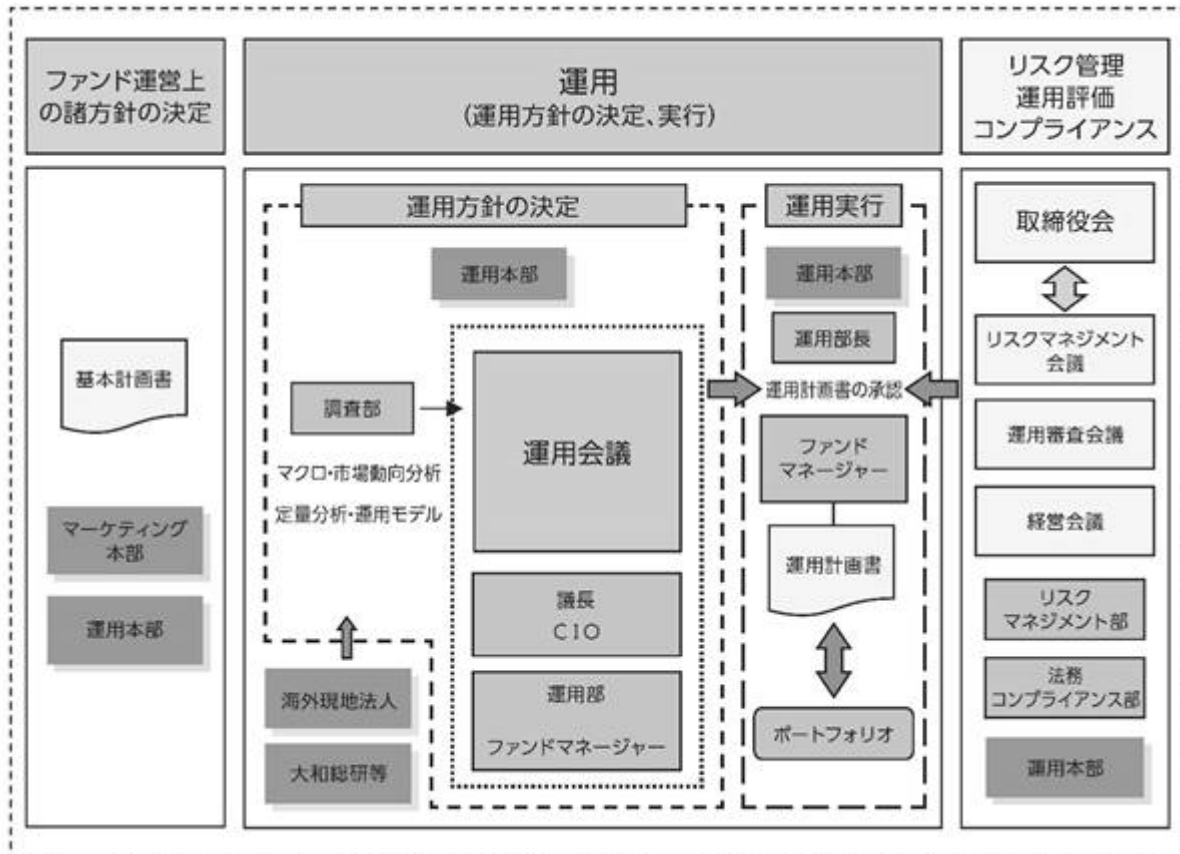 ファンド運営上
の諸方針の決定
運用
(運用方針の決定、実行)
リスク管理
運用評価
コンプライアンス
基本計画書
マーケティング
本部
運用本部
運用方針の決定
運用本部
調査部
マクロ・市場動向分析
定量分析・運用モデル
運用会議
議長
CIO
運用部
ファンドマネージャー
海外現地法人
大和総研等
運用実行
運用本部
運用部長
運用計画書の承認
ファンド
マネージャー
運用計画書
ポートフォリオ
取締役会
リスクマネジメント
会議
運用審査会議
経営会議
リスク
マネジメント部
法務
コンプライアンス部
運用本部